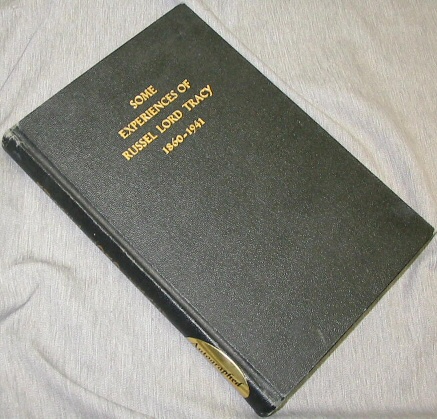 SOME
EXPERIENCES OF
RUSSEL LORD TRACY
1860-1941
Autographed